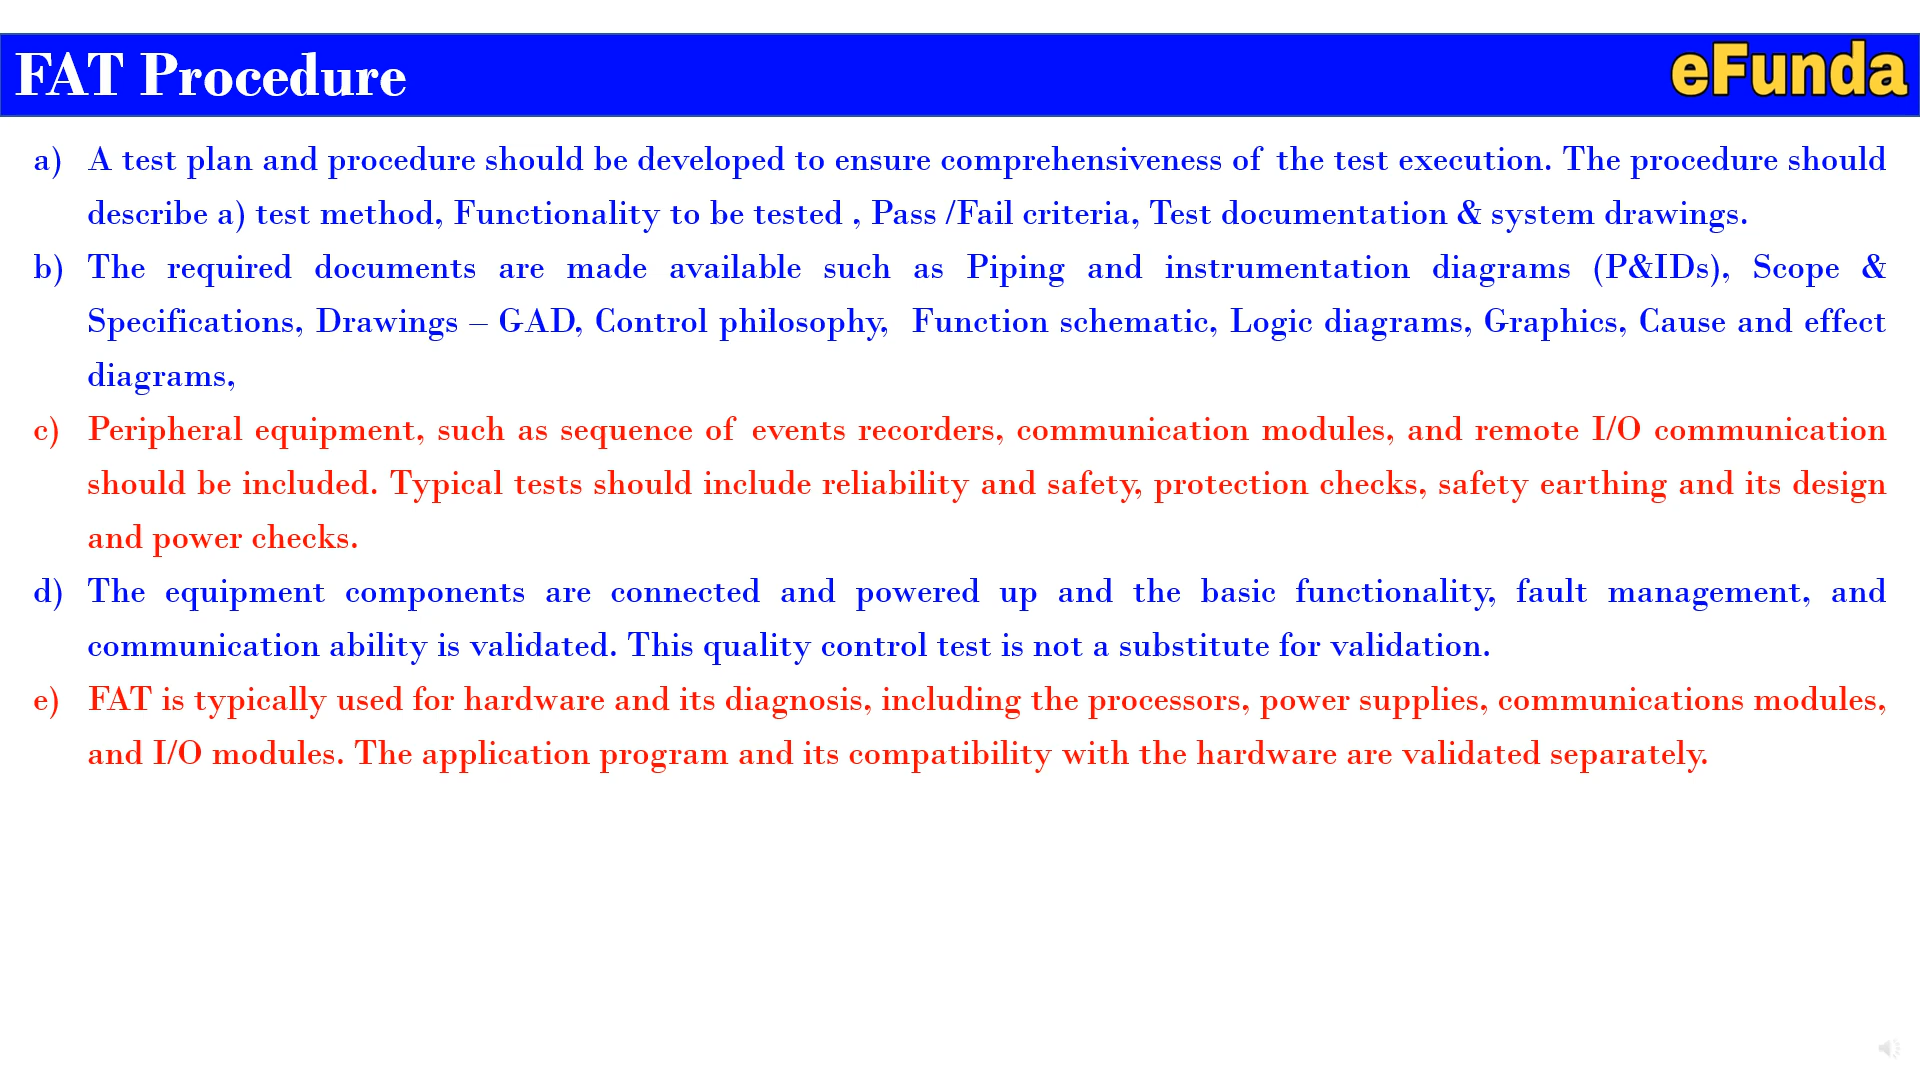 FAT Procedure
eFunda
a) A test plan and procedure should be developed to ensure comprehensiveness of the test execution. The procedure should
describe a) test method, Functionality to be tested , Pass /Fail criteria, Test documentation & system drawings.
b) The required documents are made available such as Piping and instrumentation diagrams (P&IDs), Scope &
Specifications, Drawings – GAD, Control philosophy, Function schematic, Logic diagrams, Graphics, Cause and effect
diagrams,
c) Peripheral equipment, such as sequence of events recorders, communication modules, and remote I/O communication
should be included. Typical tests should include reliability and safety, protection checks, safety earthing and its design
and power checks.
d) The equipment components are connected and powered up and the basic functionality, fault management, and
communication ability is validated. This quality control test is not a substitute for validation.
e) FAT is typically used for hardware and its diagnosis, including the processors, power supplies, communications modules,
and I/O modules. The application program and its compatibility with the hardware are validated separately.